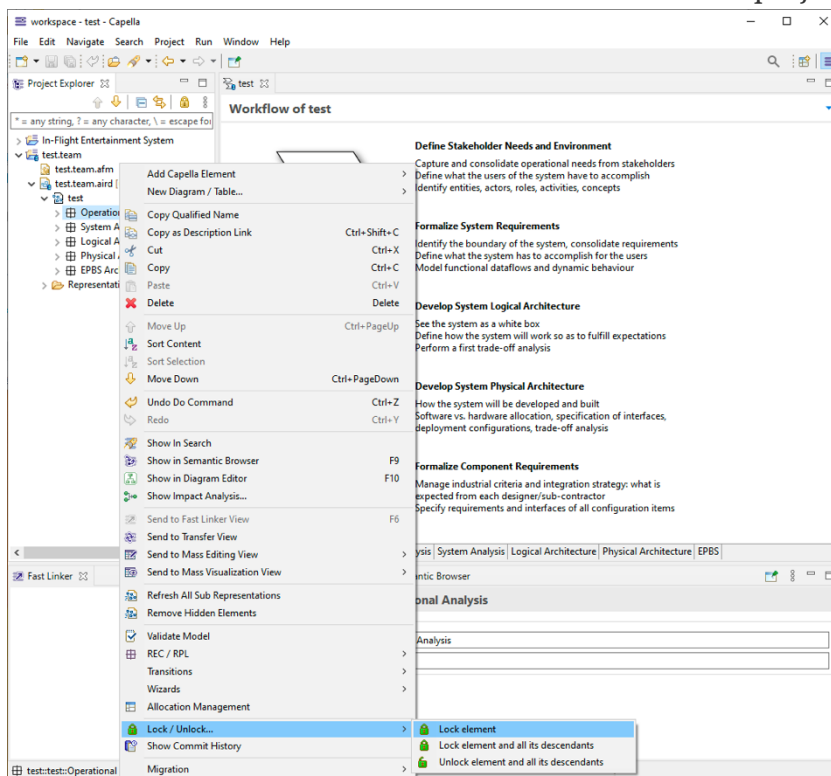 workspace - test - Capella
File Edit Navigate Search Project Run Window Help
Project Explorer
* = any string, ? = any character, \ = escape for
In-Flight Entertainment System
test.team
test.team.afm
test.team.aird [
test
Operation
System A
Logical A
Physical
EPBS Arc
Representati
test
Workflow of test
Define Stakeholder Needs and Environment
Capture and consolidate operational needs from stakeholders
Define what the users of the system have to accomplish
Identify entities, actors, roles, activities, concepts
Formalize System Requirements
Identify the boundary of the system, consolidate requirements
Define what the system has to accomplish for the users
Model functional dataflows and dynamic behaviour
Develop System Logical Architecture
See the system as a white box
Define how the system will work so as to fulfill expectations
Perform a first trade-off analysis
Develop System Physical Architecture
How the system will be developed and built
Software vs. hardware allocation, specification of interfaces,
deployment configurations, trade-off analysis
Formalize Component Requirements
Manage industrial criteria and integration strategy: what is
expected from each designer/sub-contractor
Specify requirements and interfaces of all configuration items
ysis System Analysis Logical Architecture Physical Architecture EPBS
Add Capella Element
New Diagram / Table...
Copy Qualified Name
Copy as Description Link Ctrl+Shift+C
Cut Ctrl+X
Copy Ctrl+C
Paste Ctrl+V
Delete Delete
Move Up Ctrl+PageUp
Sort Content
Sort Selection
Move Down Ctrl+PageDown
Undo Do Command Ctrl+Z
Redo Ctrl+Y
Show In Search
Show in Semantic Browser F9
Show in Diagram Editor F10
Show Impact Analysis...
Send to Fast Linker View F6
Send to Transfer View
Send to Mass Editing View
Send to Mass Visualization View
Refresh All Sub Representations
Remove Hidden Elements
Validate Model
REC / RPL
Transitions
Wizards
Allocation Management
Lock / Unlock...
Show Commit History
Migration
Lock element
Lock element and all its descendants
Unlock element and all its descendants
Fast Linker
ntic Browser
onal Analysis
Analysis
test::test::Operational